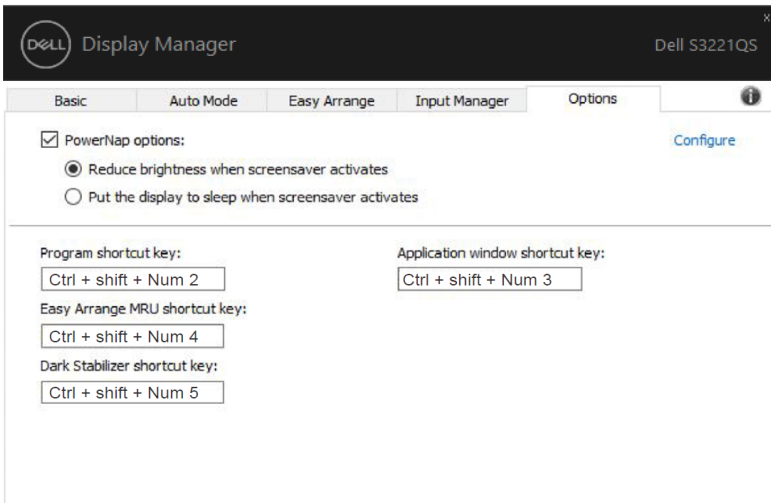 x
DELL Display Manager
Dell S3221QS
Basic
Auto Mode
Easy Arrange
Input Manager
Options
i
PowerNap options:
Configure
Reduce brightness when screensaver activates
Put the display to sleep when screensaver activates
Program shortcut key:
Application window shortcut key:
Ctrl + shift + Num 2
Ctrl + shift + Num 3
Easy Arrange MRU shortcut key:
Ctrl + shift + Num 4
Dark Stabilizer shortcut key:
Ctrl + shift + Num 5